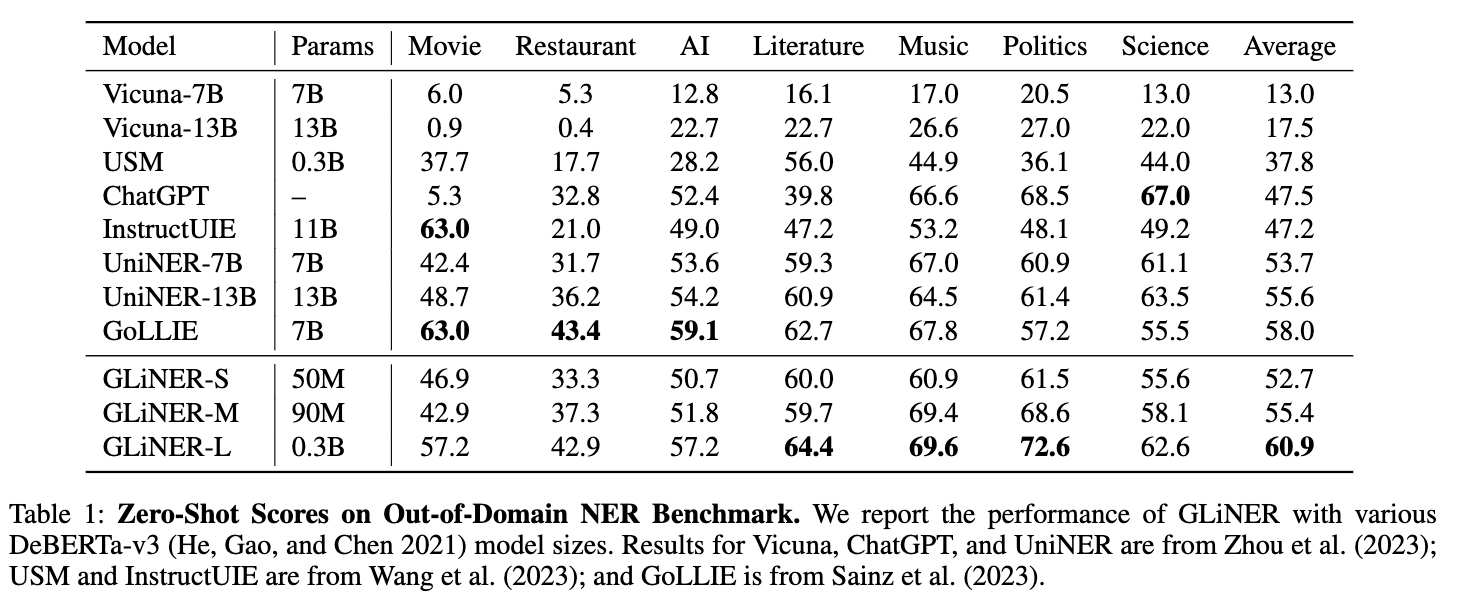 Model Params Movie Restaurant AI Literature Music Politics Science Average
Vicuna-7B 7B 6.0 5.3 12.8 16.1 17.0 20.5 13.0 13.0
Vicuna-13B 13B 0.9 0.4 22.7 22.7 26.6 27.0 22.0 17.5
USM 0.3B 37.7 17.7 28.2 56.0 44.9 36.1 44.0 37.8
ChatGPT – 5.3 32.8 52.4 39.8 66.6 68.5 67.0 47.5
InstructUIE 11B 63.0 21.0 49.0 47.2 53.2 48.1 49.2 47.2
UniNER-7B 7B 42.4 31.7 53.6 59.3 67.0 60.9 61.1 53.7
UniNER-13B 13B 48.7 36.2 54.2 60.9 64.5 61.4 63.5 55.6
GoLLIE 7B 63.0 43.4 59.1 62.7 67.8 57.2 55.5 58.0
GLiNER-S 50M 46.9 33.3 50.7 60.0 60.9 61.5 55.6 52.7
GLiNER-M 90M 42.9 37.3 51.8 59.7 69.4 68.6 58.1 55.4
GLiNER-L 0.3B 57.2 42.9 57.2 64.4 69.6 72.6 62.6 60.9
Table 1: Zero-Shot Scores on Out-of-Domain NER Benchmark. We report the performance of GLiNER with various
DeBERTa-v3 (He, Gao, and Chen 2021) model sizes. Results for Vicuna, ChatGPT, and UniNER are from Zhou et al. (2023);
USM and InstructUIE are from Wang et al. (2023); and GoLLIE is from Sainz et al. (2023).